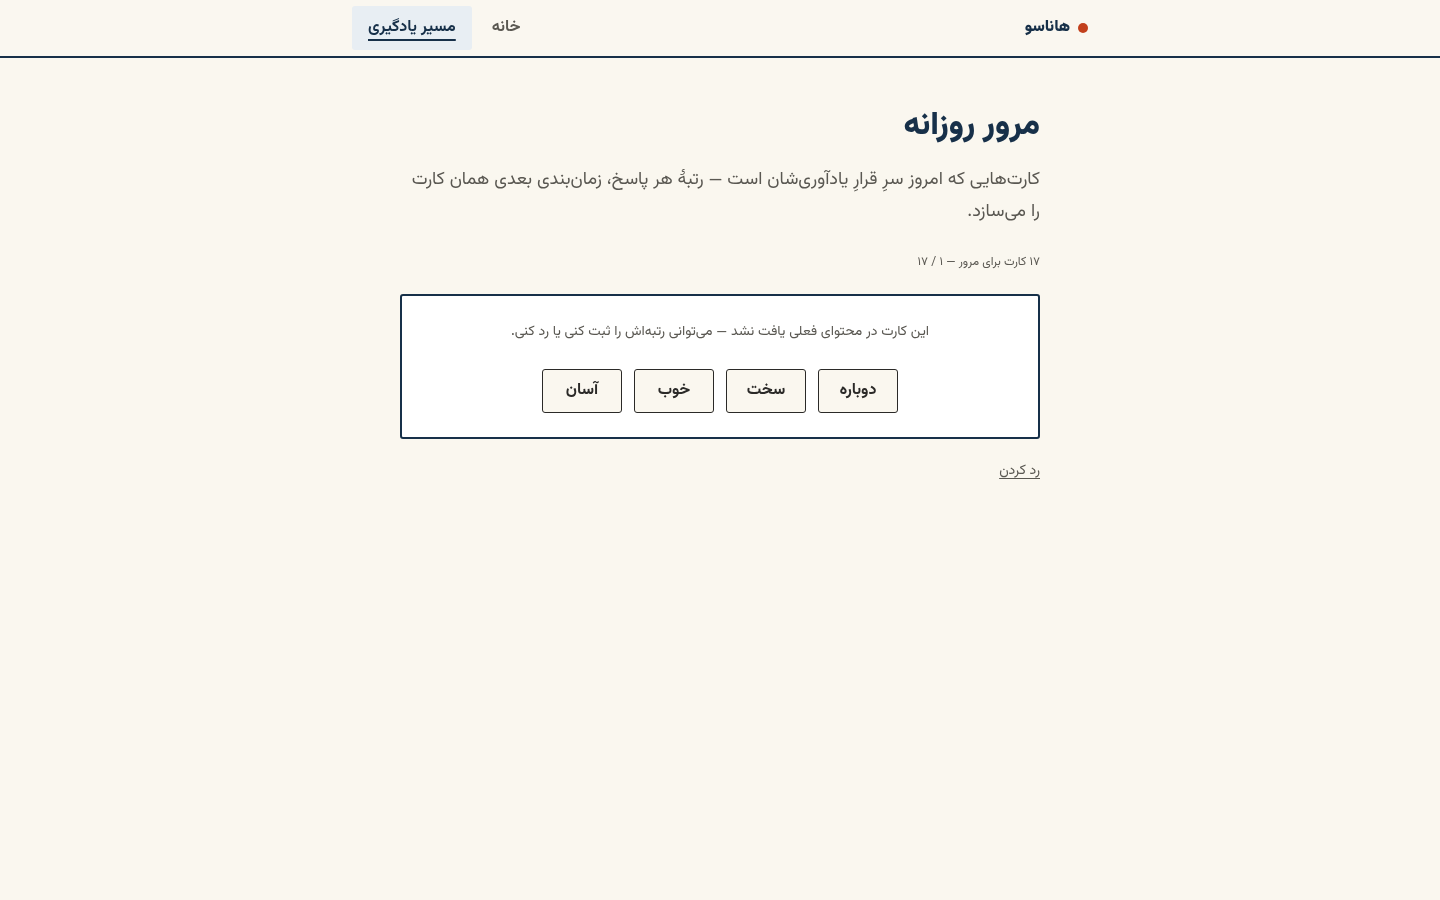 هاناسو
خانه
مسیر یادگیری
مرور روزانه
کارت‌هایی که امروز سرِ قرارِ یادآوری‌شان است — رتبهٔ هر پاسخ، زمان‌بندی بعدی همان کارت
را می‌سازد.
۱۷ کارت برای مرور — ۱ / ۱۷
این کارت در محتوای فعلی یافت نشد — می‌توانی رتبه‌اش را ثبت کنی یا رد کنی.
دوباره
سخت
خوب
آسان
رد کردن